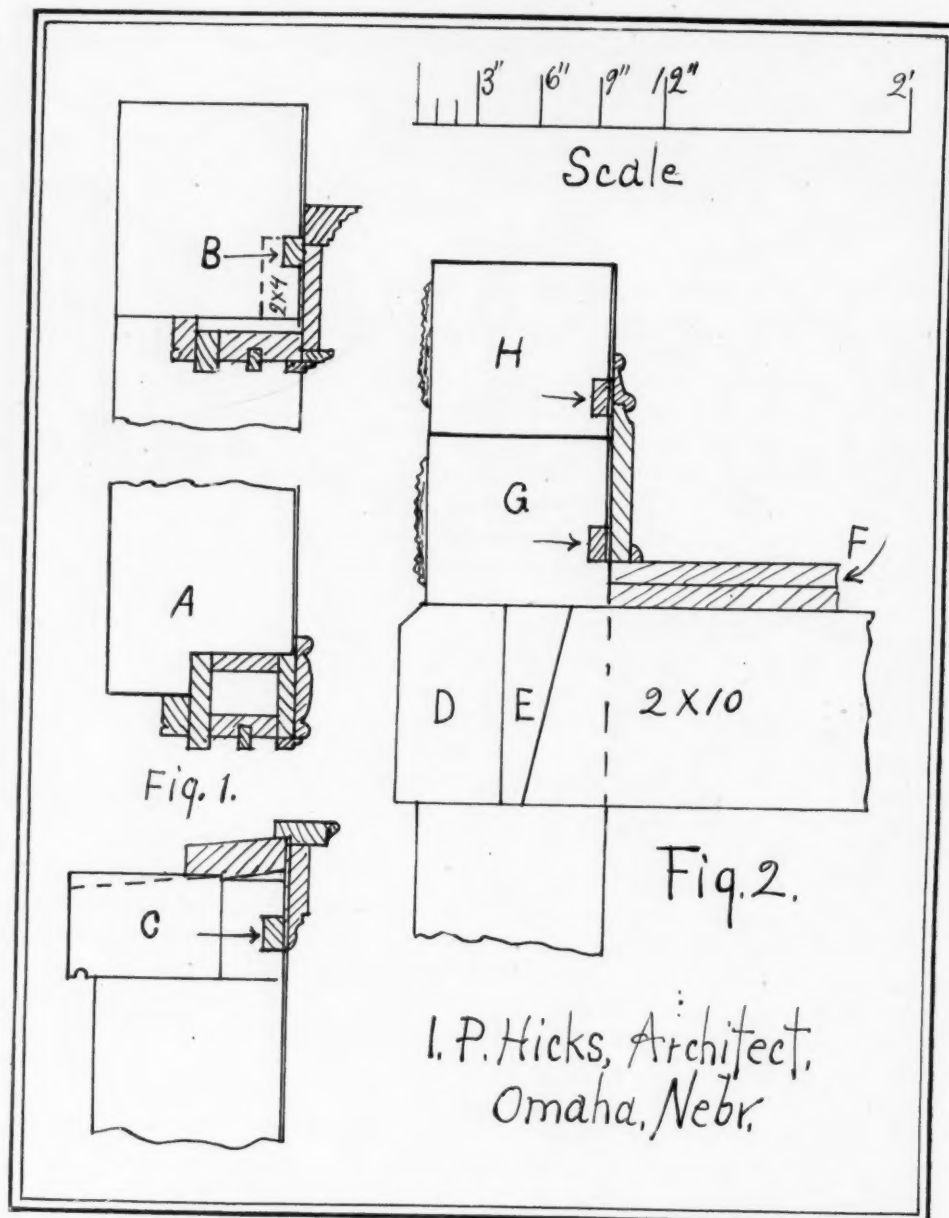 3" 6" 9" 12" 2'
Scale
B
2x4
A
Fig. 1.
C
H
G
F
D E 2 X 10
Fig. 2.
I. P. Hicks, Architect,
Omaha, Nebr.